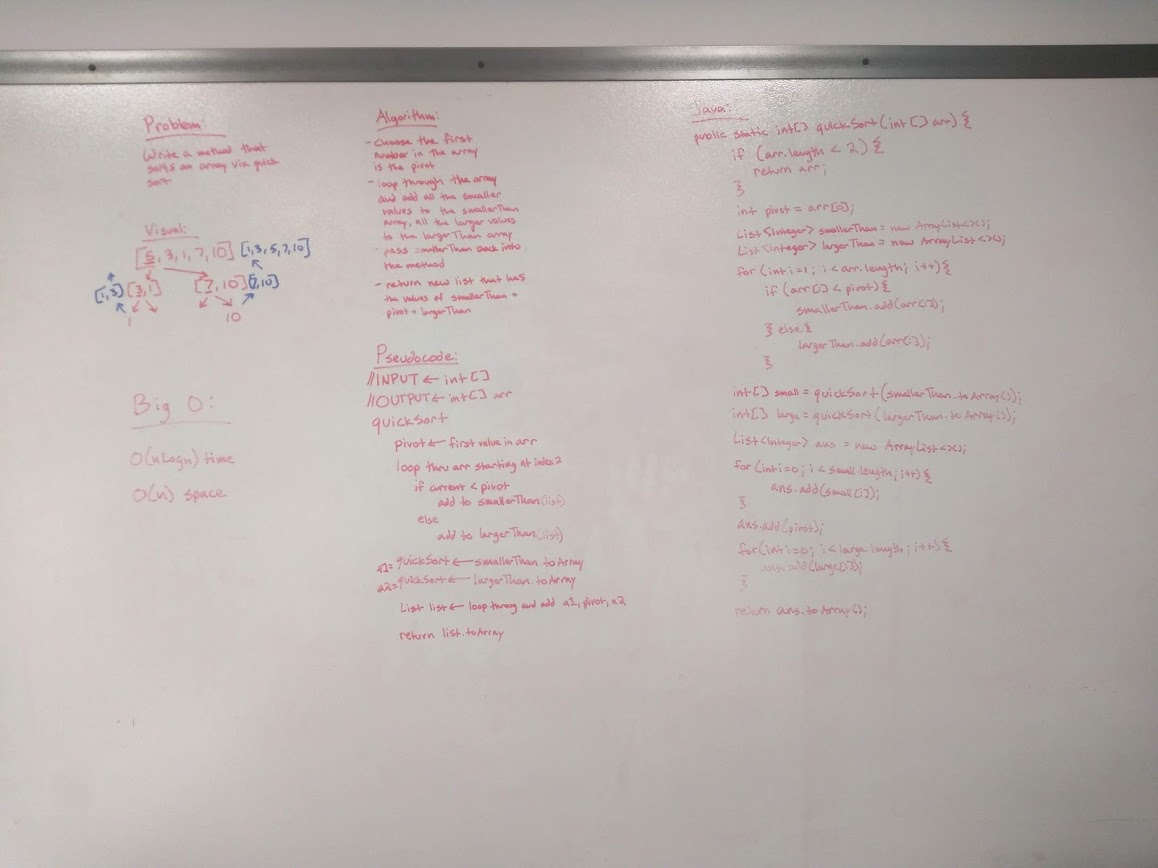 Problem:
Write a method that
sorts an array via quick
sort
Visual:
[5, 3, 1, 7, 10] [1, 3, 5, 7, 10]
[1, 3] [3, 1] [7, 10] [7, 10]
1 10
Big O:
O(nLogn) time
O(n) space
Algorithm:
- choose the first
number in the array
is the pivot
- loop through the array
and add all the smaller
values to the smallerThan
array, all the larger values
to the largerThan array
- pass smallerThan back into
the method
- return new list that has
the values of smallerThan +
pivot + largerThan
Pseudocode:
//INPUT ← int[]
//OUTPUT ← int[] arr
quickSort
pivot ← first value in arr
loop thru arr starting at index 2
if current < pivot
add to smallerThan (list)
else
add to largerThan (list)
a1 = quickSort ← smallerThan.toArray
a2 = quickSort ← largerThan.toArray
List list ← loop throug and add a1, pivot, a2
return list.toArray
Java:
public static int[] quickSort(int[] arr) {
if (arr.length < 2) {
return arr;
}
int pivot = arr[0];
List<Integer> smallerThan = new ArrayList<>();
List<Integer> largerThan = new ArrayList<>();
for (int i=1; i < arr.length; i++) {
if (arr[i] < pivot) {
smallerThan.add(arr[i]);
} else {
largerThan.add(arr[i]);
}
int[] small = quickSort(smallerThan.toArray());
int[] large = quickSort(largerThan.toArray());
List<Integer> ans = new ArrayList<>();
for (int i=0; i < small.length; i++) {
ans.add(small[i]);
}
ans.add(pivot);
for (int i=0; i < large.length; i++) {
ans.add(large[i]);
}
return ans.toArray();